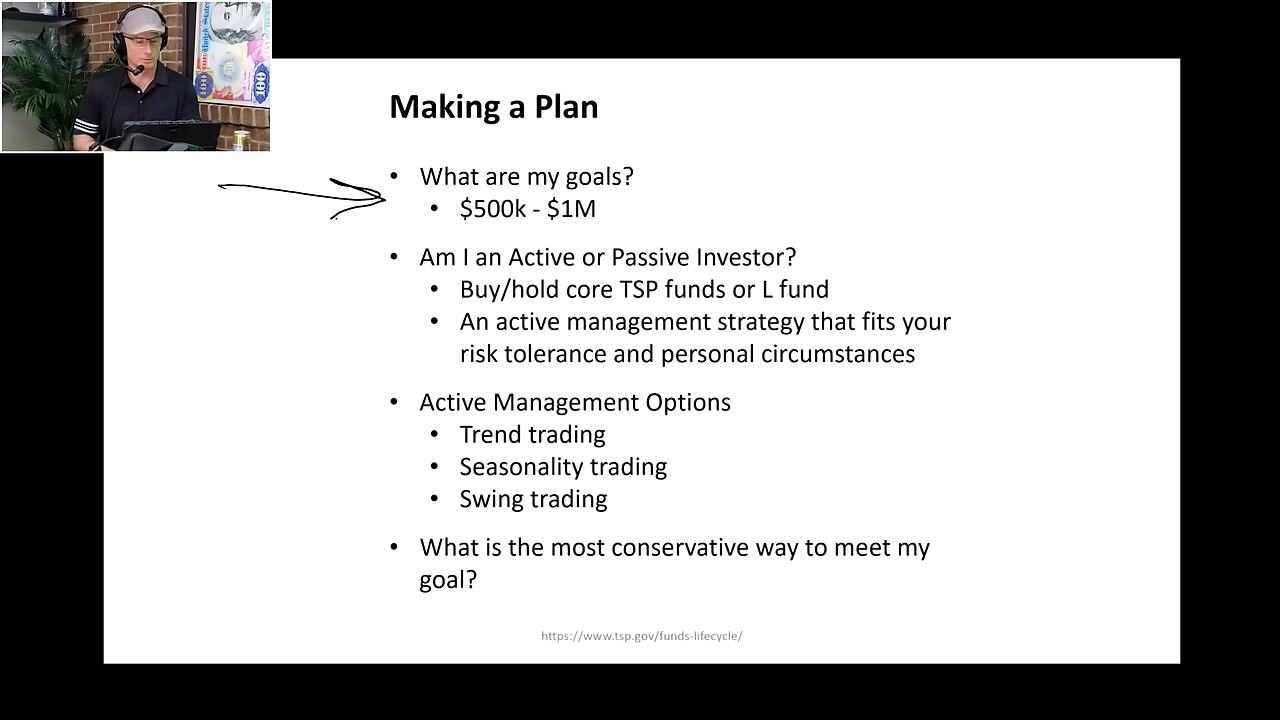 Making a Plan
• What are my goals?
• $500k - $1M
• Am I an Active or Passive Investor?
• Buy/hold core TSP funds or L fund
• An active management strategy that fits your
risk tolerance and personal circumstances
• Active Management Options
• Trend trading
• Seasonality trading
• Swing trading
• What is the most conservative way to meet my
goal?
https://www.tsp.gov/funds-lifecycle/
100
100